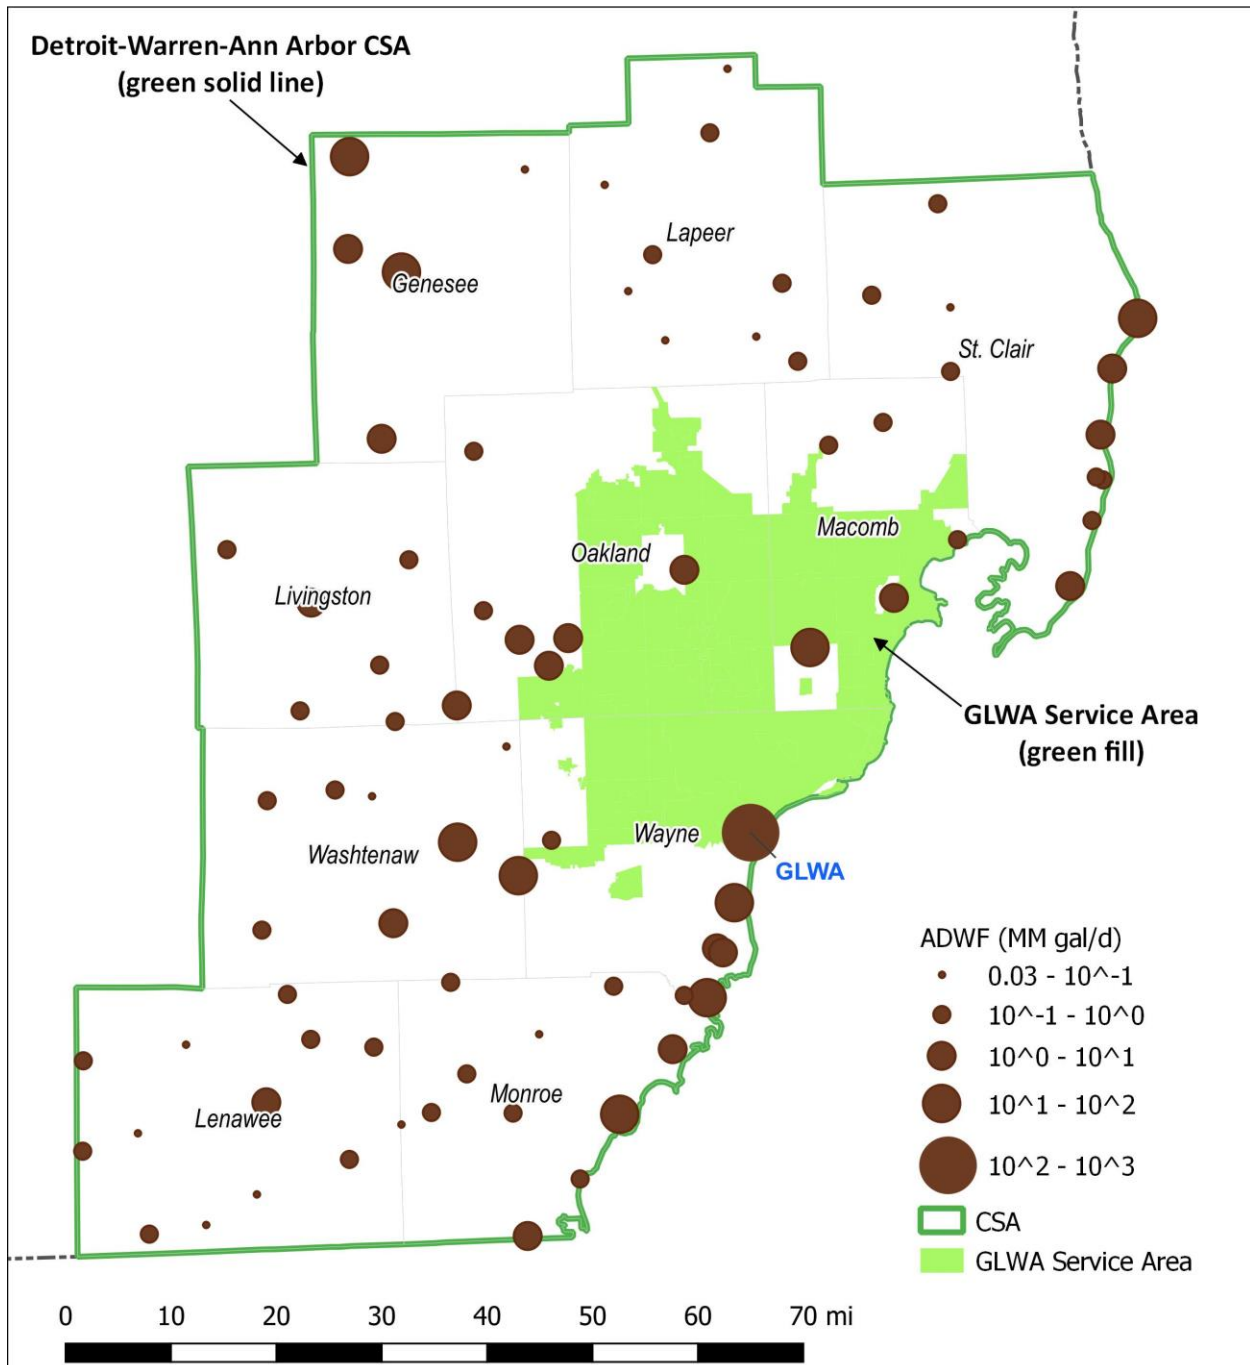 Detroit-Warren-Ann Arbor CSA
(green solid line)
Lapeer
Genesee
St. Clair
Macomb
Oakland
Livingston
GLWA Service Area
(green fill)
Wayne
Washtenaw
GLWA
Monroe
Lenawee
ADWF (MM gal/d)
0.03 - 10^-1
10^-1 - 10^0
10^0 - 10^1
10^1 - 10^2
10^2 - 10^3
CSA
GLWA Service Area
0 10 20 30 40 50 60 70 mi